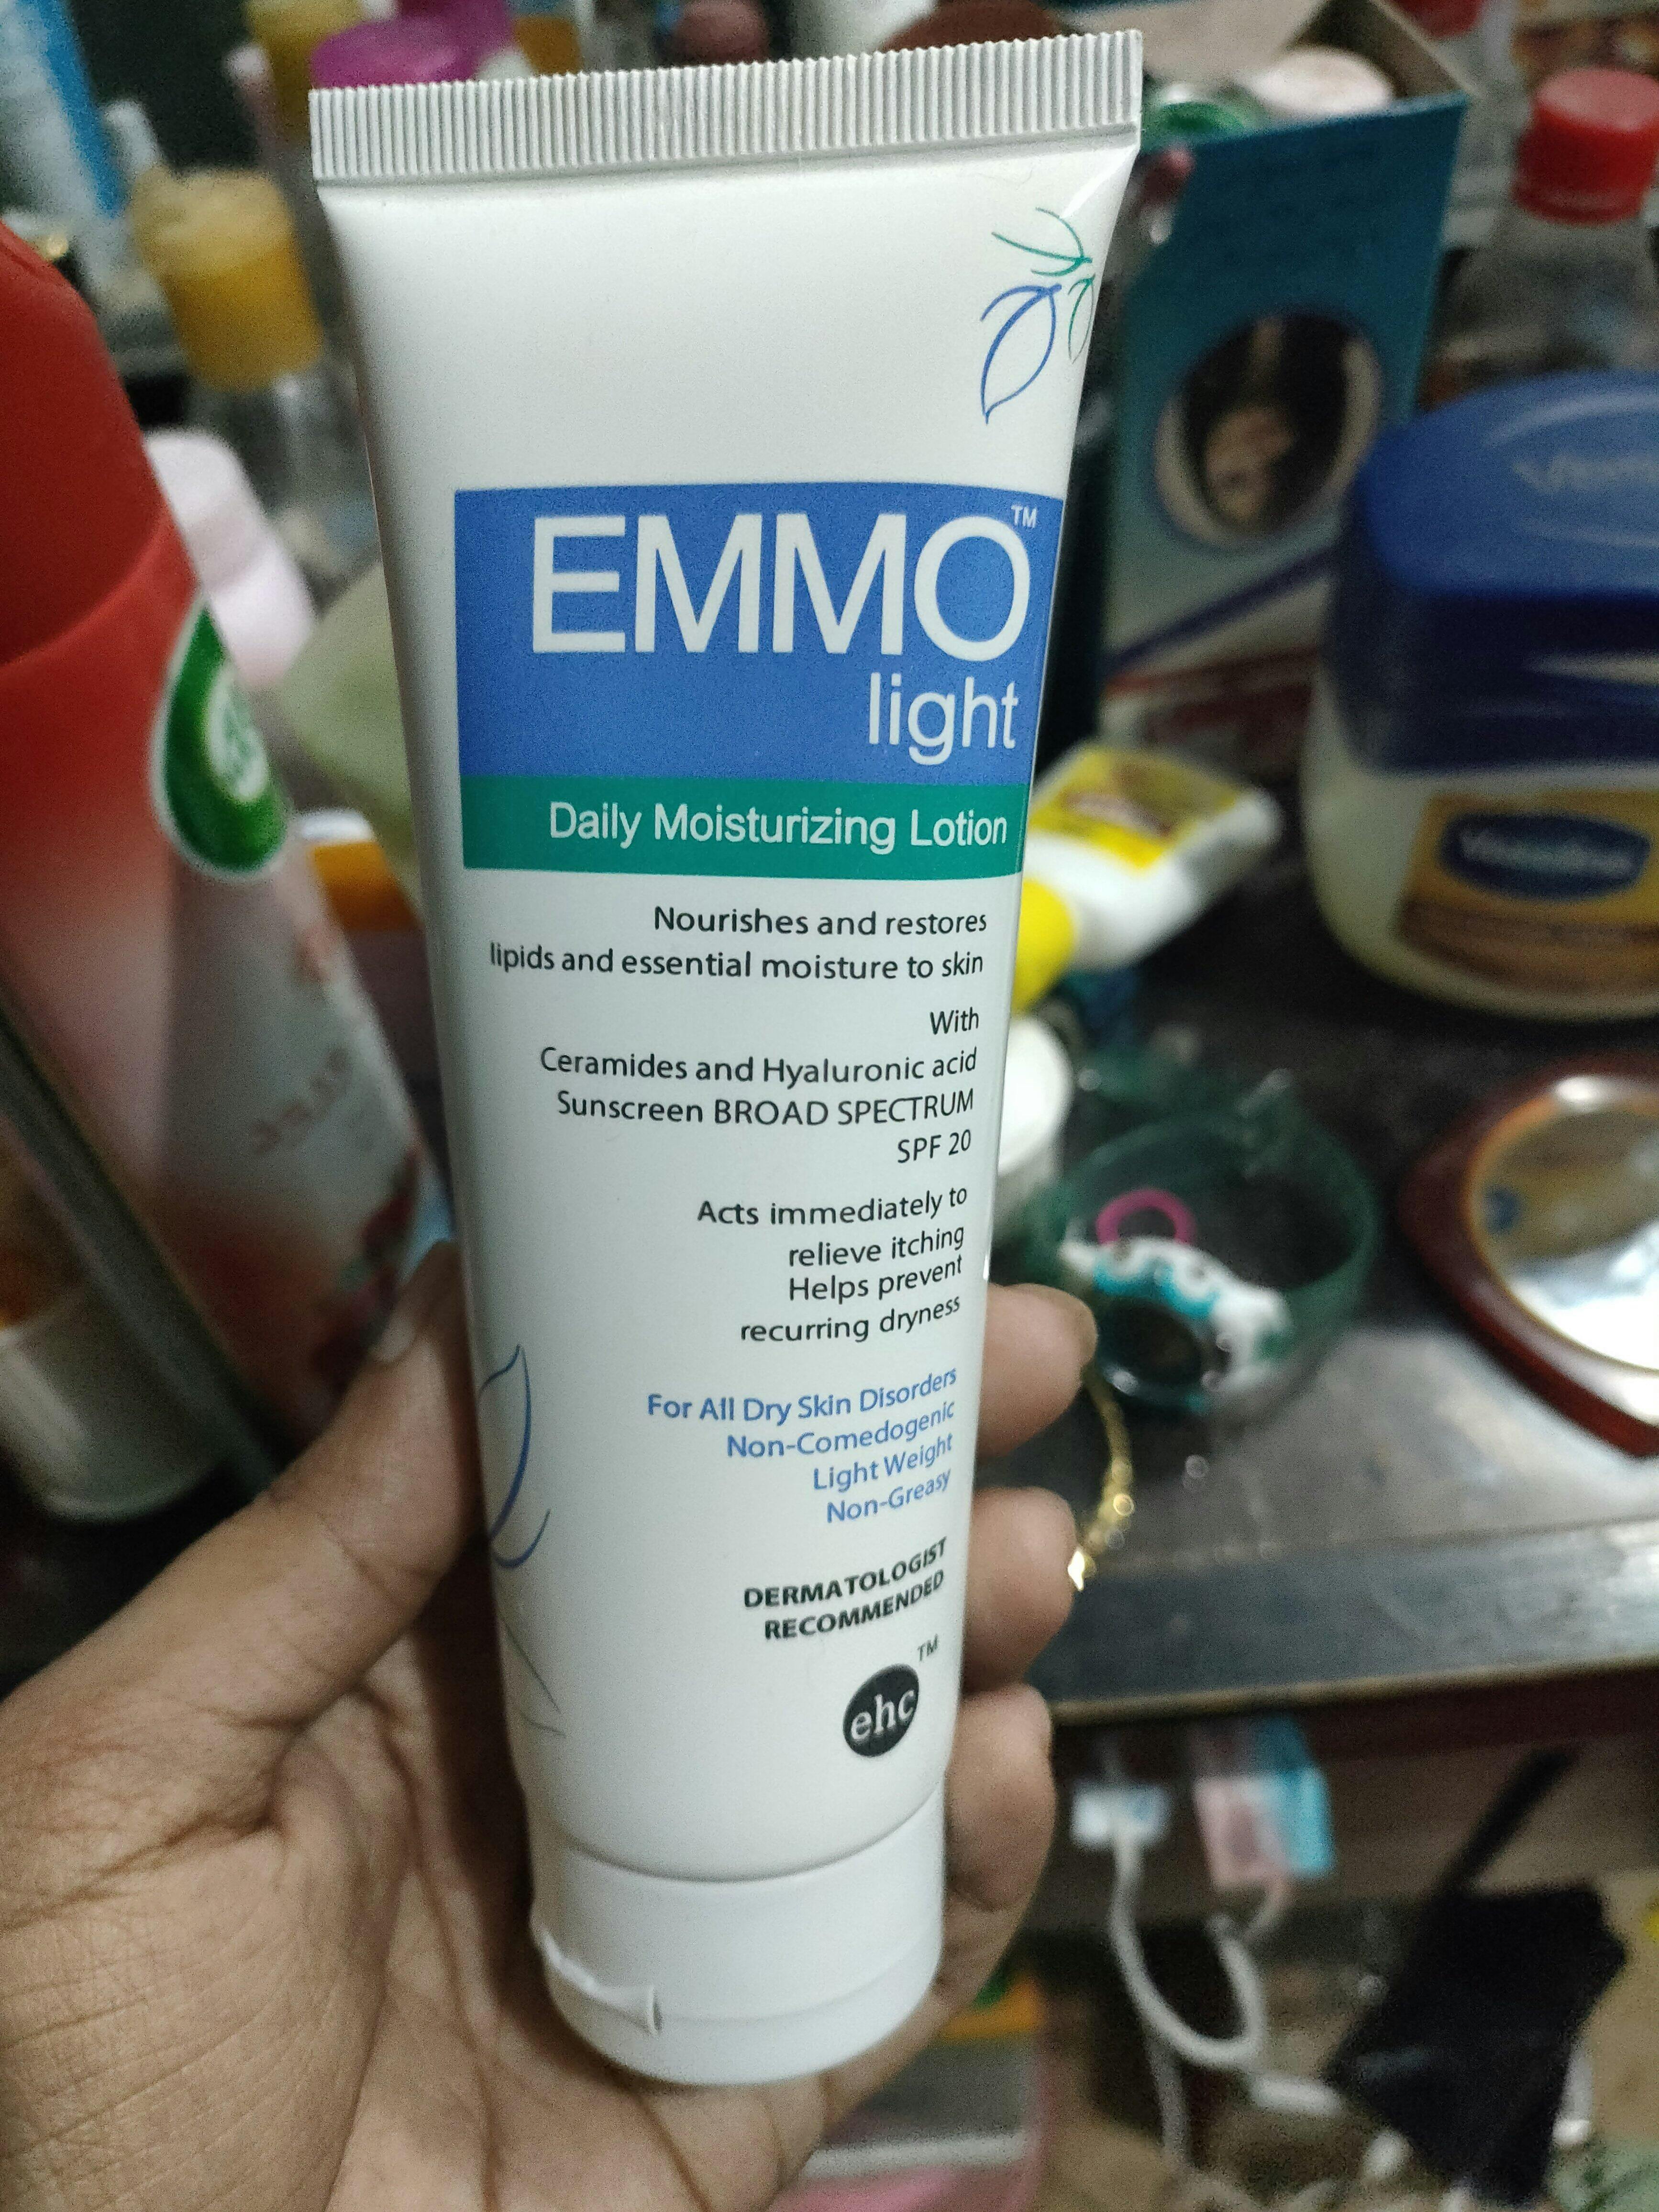 EMMO™
light
Daily Moisturizing Lotion
Nourishes and restores
lipids and essential moisture to skin
With
Ceramides and Hyaluronic acid
Sunscreen BROAD SPECTRUM
SPF 20
Acts immediately to
relieve itching
Helps prevent
recurring dryness
For All Dry Skin Disorders
Non-Comedogenic
Light Weight
Non-Greasy
DERMATOLOGIST
RECOMMENDED
ehc™
Vaseline